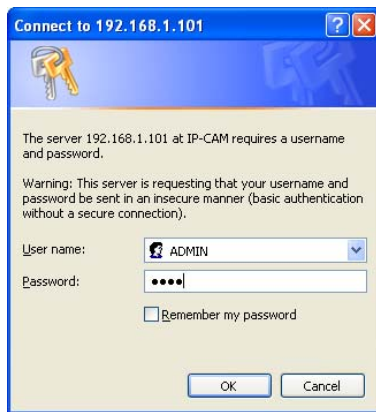 Connect to 192.168.1.101
The server 192.168.1.101 at IP-CAM requires a username
and password.
Warning: This server is requesting that your username and
password be sent in an insecure manner (basic authentication
without a secure connection).
User name: ADMIN
Password: ••••
Remember my password
OK Cancel